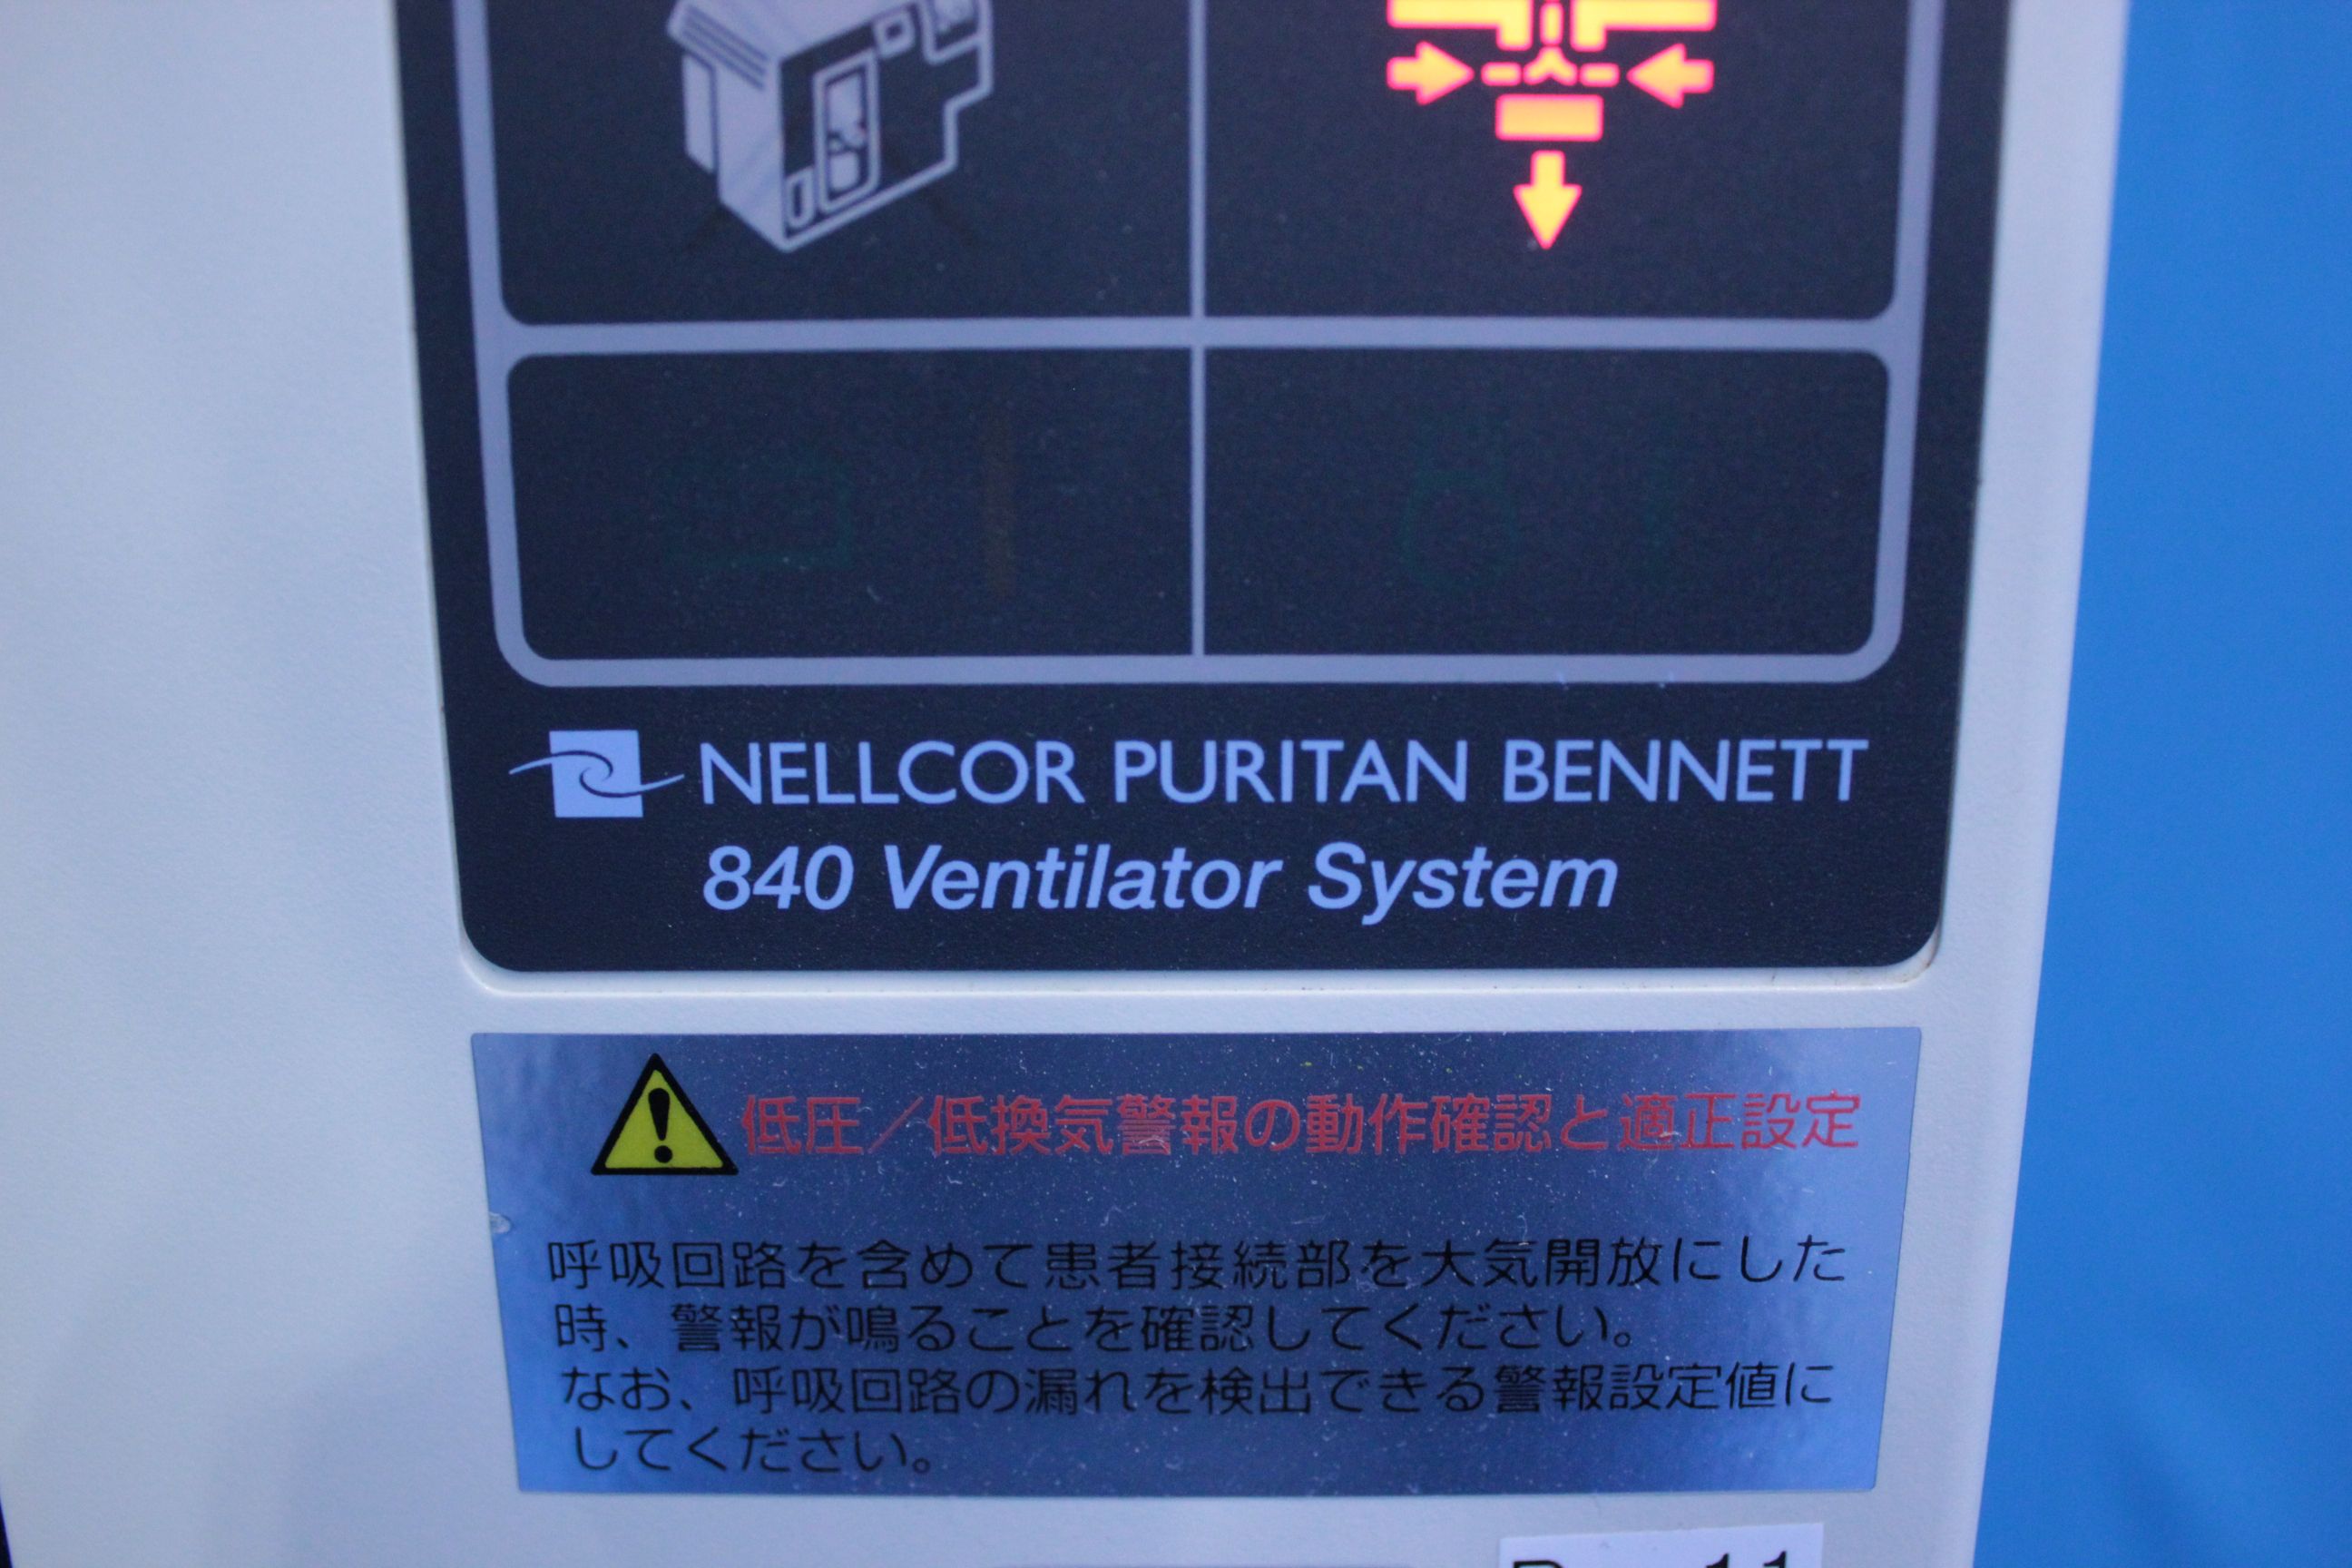 NELLCOR PURITAN BENNETT
840 Ventilator System
低圧／低換気警報の動作確認と適正設定
呼吸回路を含めて患者接続部を大気開放にした
時、警報が鳴ることを確認してください。
なお、呼吸回路の漏れを検出できる警報設定値に
してください。